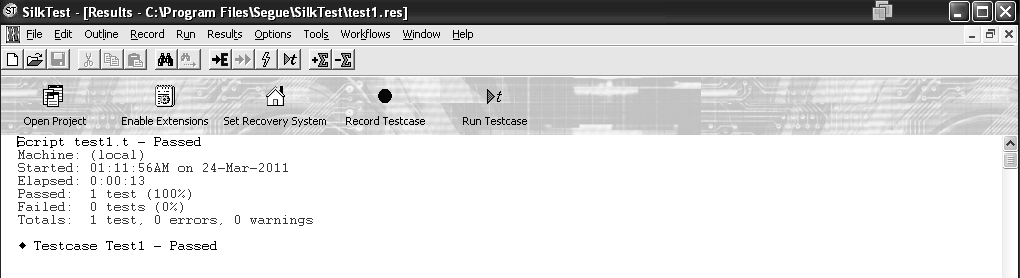 SilkTest - [Results - C:\Program Files\Segue\SilkTest\test1.res]
File Edit Outline Record Run Results Options Tools Workflows Window Help
Open Project Enable Extensions Set Recovery System Record Testcase Run Testcase
Script test1.t - Passed
Machine: (local)
Started: 01:11:56AM on 24-Mar-2011
Elapsed: 0:00:13
Passed: 1 test (100%)
Failed: 0 tests (0%)
Totals: 1 test, 0 errors, 0 warnings
◆ Testcase Test1 - Passed